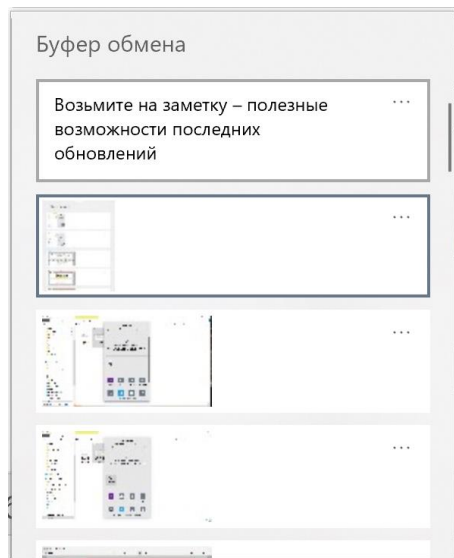 Буфер обмена
Возьмите на заметку – полезные
возможности последних
обновлений